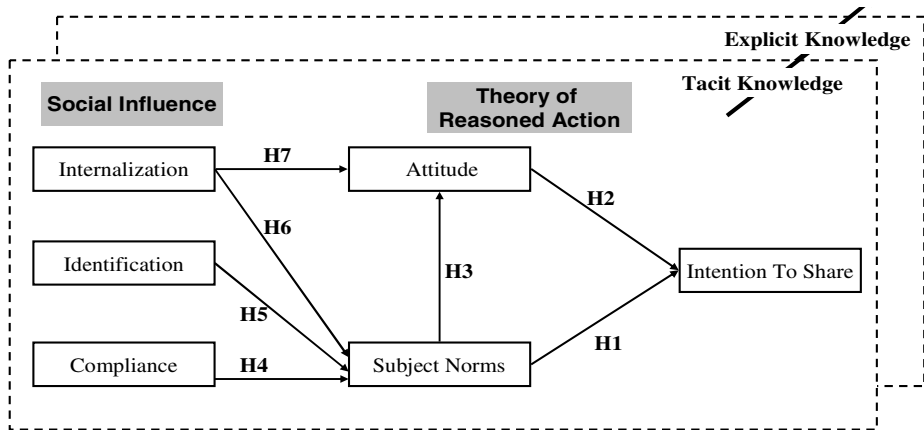 Explicit Knowledge
Tacit Knowledge
Social Influence
Theory of
Reasoned Action
Internalization
H7
Attitude
H2
H6
Identification
H3
Intention To Share
H5
H1
Compliance
H4
Subject Norms